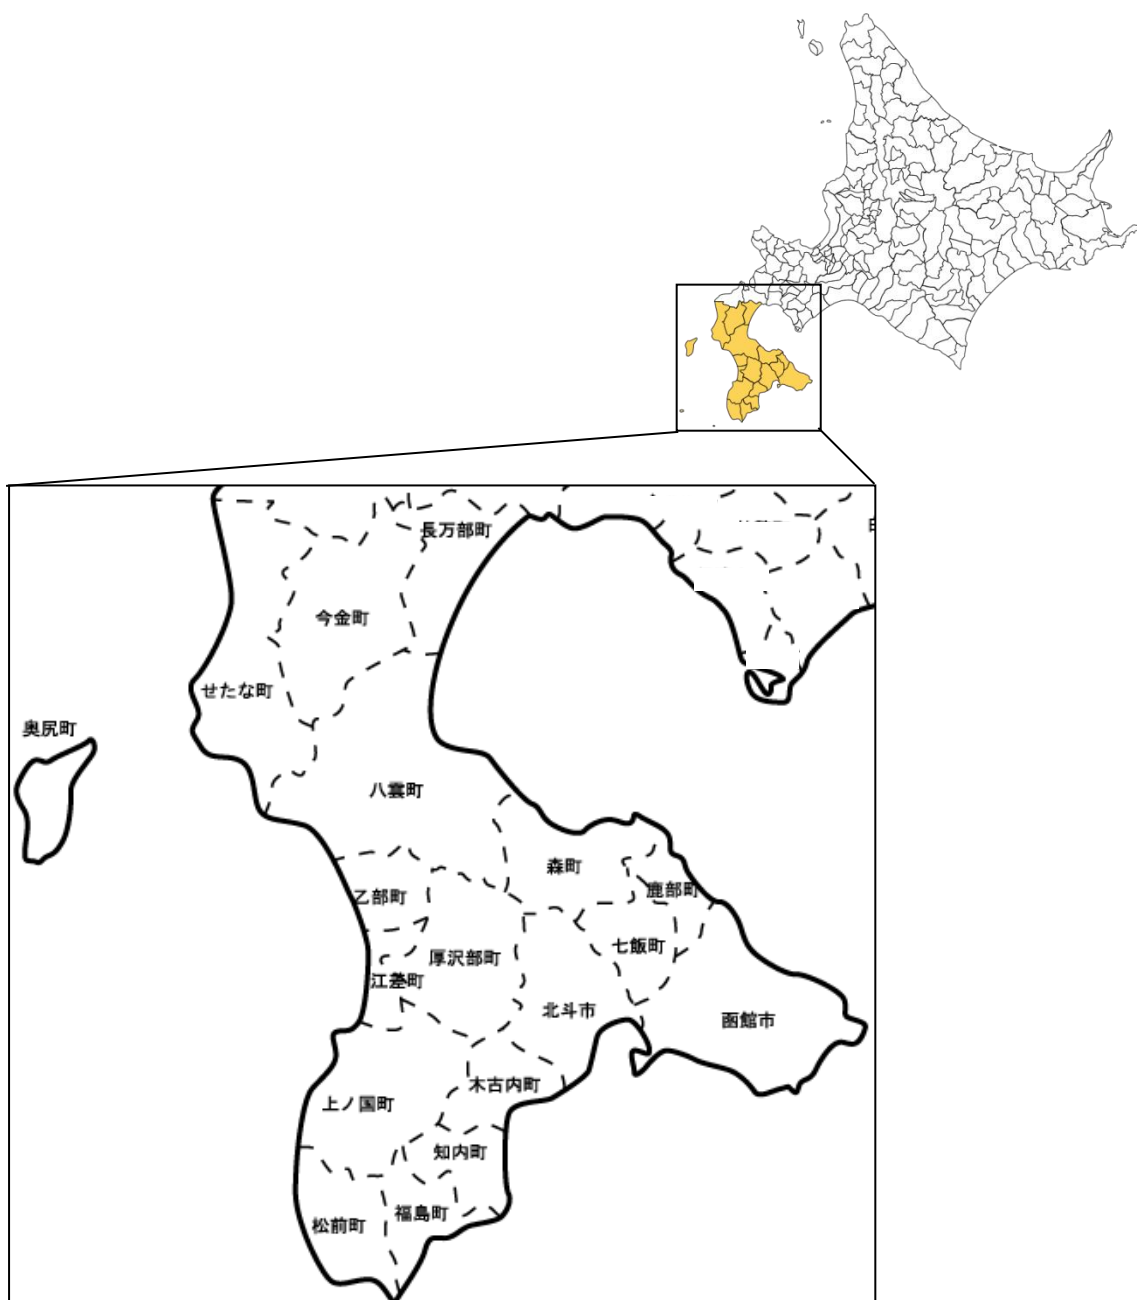 長万部町
今金町
せたな町
奥尻町
八雲町
森町
鹿部町
乙部町
七飯町
厚沢部町
江差町
北斗市
函館市
木古内町
上ノ国町
知内町
福島町
松前町